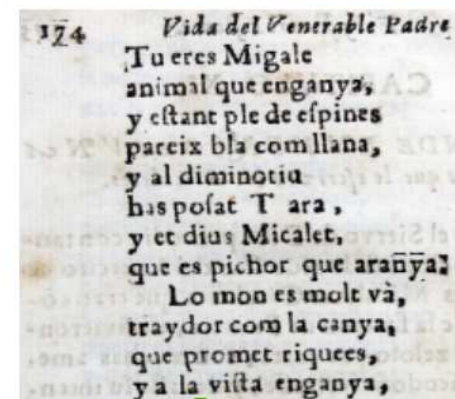 174 Vida del Venerable Padre
Tu eres Migale
animal que enganya,
y eſtant ple de eſpines
pareix bla com llana,
y al diminotiu
has poſat T ara,
y et dius Micalet,
que es pichor que aran̄ya:
Lo mon es molt và,
traydor com la canya,
que promet riquees,
y a la viſta enganya,